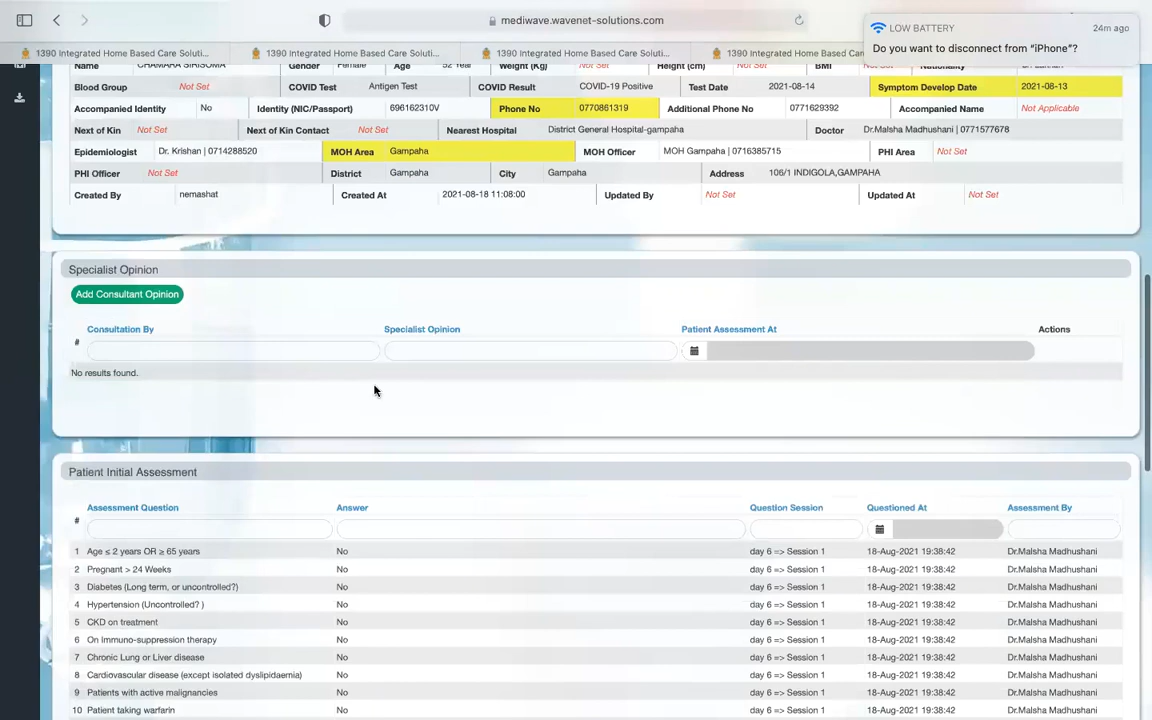 mediwave.wavenet-solutions.com
LOW BATTERY 24m ago
Do you want to disconnect from “iPhone”?
1390 Integrated Home Based Care Soluti... 1390 Integrated Home Based Care Soluti... 1390 Integrated Home Based Care Soluti... 1390 Integrated Home Based Care
Name CHAMARA SIRISOMA Gender Female Age 52 Year Weight (Kg) Not Set Height (cm) Not Set BMI Not Set Nationality
Blood Group Not Set COVID Test Antigen Test COVID Result COVID-19 Positive Test Date 2021-08-14 Symptom Develop Date 2021-08-13
Accompanied Identity No Identity (NIC/Passport) 696162310V Phone No 0770861319 Additional Phone No 0771629392 Accompanied Name Not Applicable
Next of Kin Not Set Next of Kin Contact Not Set Nearest Hospital District General Hospital-gampaha Doctor Dr.Malsha Madhushani | 0771577678
Epidemiologist Dr. Krishan | 0714288520 MOH Area Gampaha MOH Officer MOH Gampaha | 0716385715 PHI Area Not Set
PHI Officer Not Set District Gampaha City Gampaha Address 106/1 INDIGOLA,GAMPAHA
Created By nemashat Created At 2021-08-18 11:08:00 Updated By Not Set Updated At Not Set
Specialist Opinion
Add Consultant Opinion
Consultation By Specialist Opinion Patient Assessment At Actions
#
No results found.
Patient Initial Assessment
Assessment Question Answer Question Session Questioned At Assessment By
#
1 Age ≤ 2 years OR ≥ 65 years No day 6 => Session 1 18-Aug-2021 19:38:42 Dr.Malsha Madhushani
2 Pregnant > 24 Weeks No day 6 => Session 1 18-Aug-2021 19:38:42 Dr.Malsha Madhushani
3 Diabetes (Long term, or uncontrolled?) No day 6 => Session 1 18-Aug-2021 19:38:42 Dr.Malsha Madhushani
4 Hypertension (Uncontrolled? ) No day 6 => Session 1 18-Aug-2021 19:38:42 Dr.Malsha Madhushani
5 CKD on treatment No day 6 => Session 1 18-Aug-2021 19:38:42 Dr.Malsha Madhushani
6 On Immuno-suppression therapy No day 6 => Session 1 18-Aug-2021 19:38:42 Dr.Malsha Madhushani
7 Chronic Lung or Liver disease No day 6 => Session 1 18-Aug-2021 19:38:42 Dr.Malsha Madhushani
8 Cardiovascular disease (except isolated dyslipidaemia) No day 6 => Session 1 18-Aug-2021 19:38:42 Dr.Malsha Madhushani
9 Patients with active malignancies No day 6 => Session 1 18-Aug-2021 19:38:42 Dr.Malsha Madhushani
10 Patient taking warfarin No day 6 => Session 1 18-Aug-2021 19:38:42 Dr.Malsha Madhushani